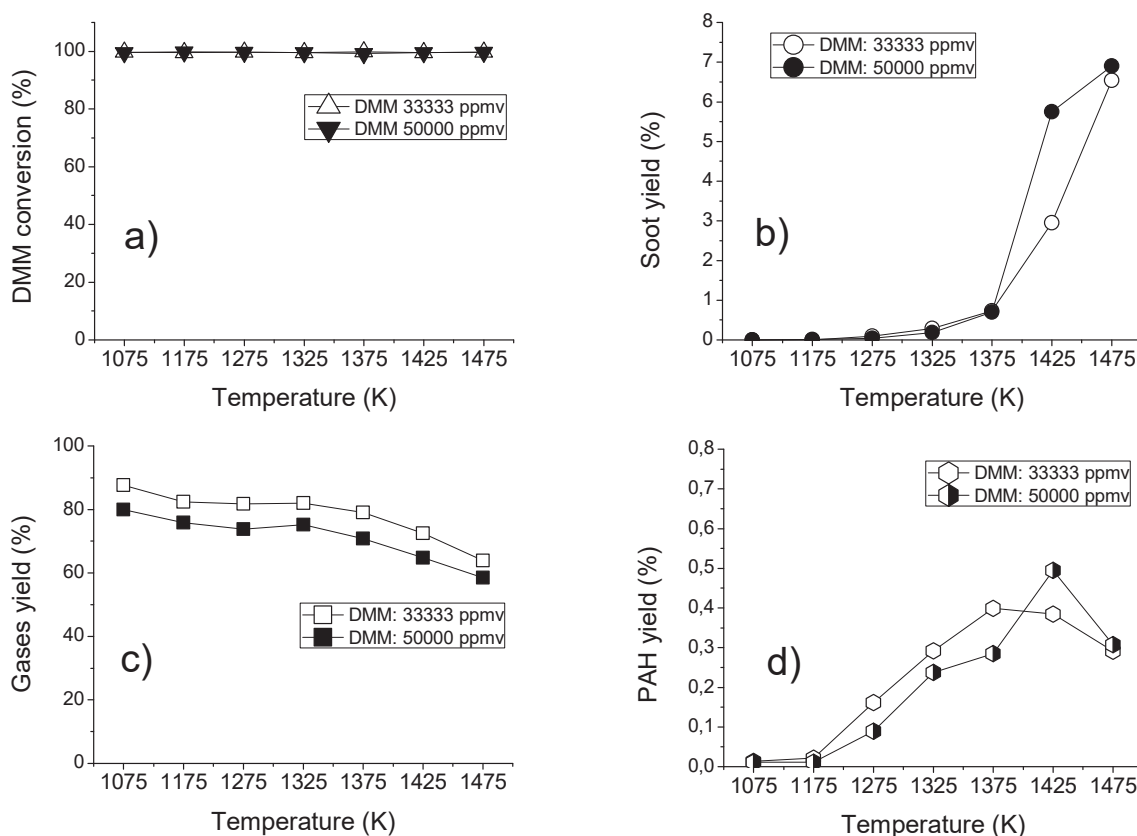 DMM conversion (%)
100
80
60
40
20
0
DMM 33333 ppmv
DMM 50000 ppmv
a)
1075 1175 1275 1325 1375 1425 1475
Temperature (K)
Soot yield (%)
8
7
6
5
4
3
2
1
0
DMM: 33333 ppmv
DMM: 50000 ppmv
b)
1075 1175 1275 1325 1375 1425 1475
Temperature (K)
Gases yield (%)
100
80
60
40
20
0
DMM: 33333 ppmv
DMM: 50000 ppmv
c)
1075 1175 1275 1325 1375 1425 1475
Temperature (K)
PAH yield (%)
0,8
0,7
0,6
0,5
0,4
0,3
0,2
0,1
0,0
DMM: 33333 ppmv
DMM: 50000 ppmv
d)
1075 1175 1275 1325 1375 1425 1475
Temperature (K)